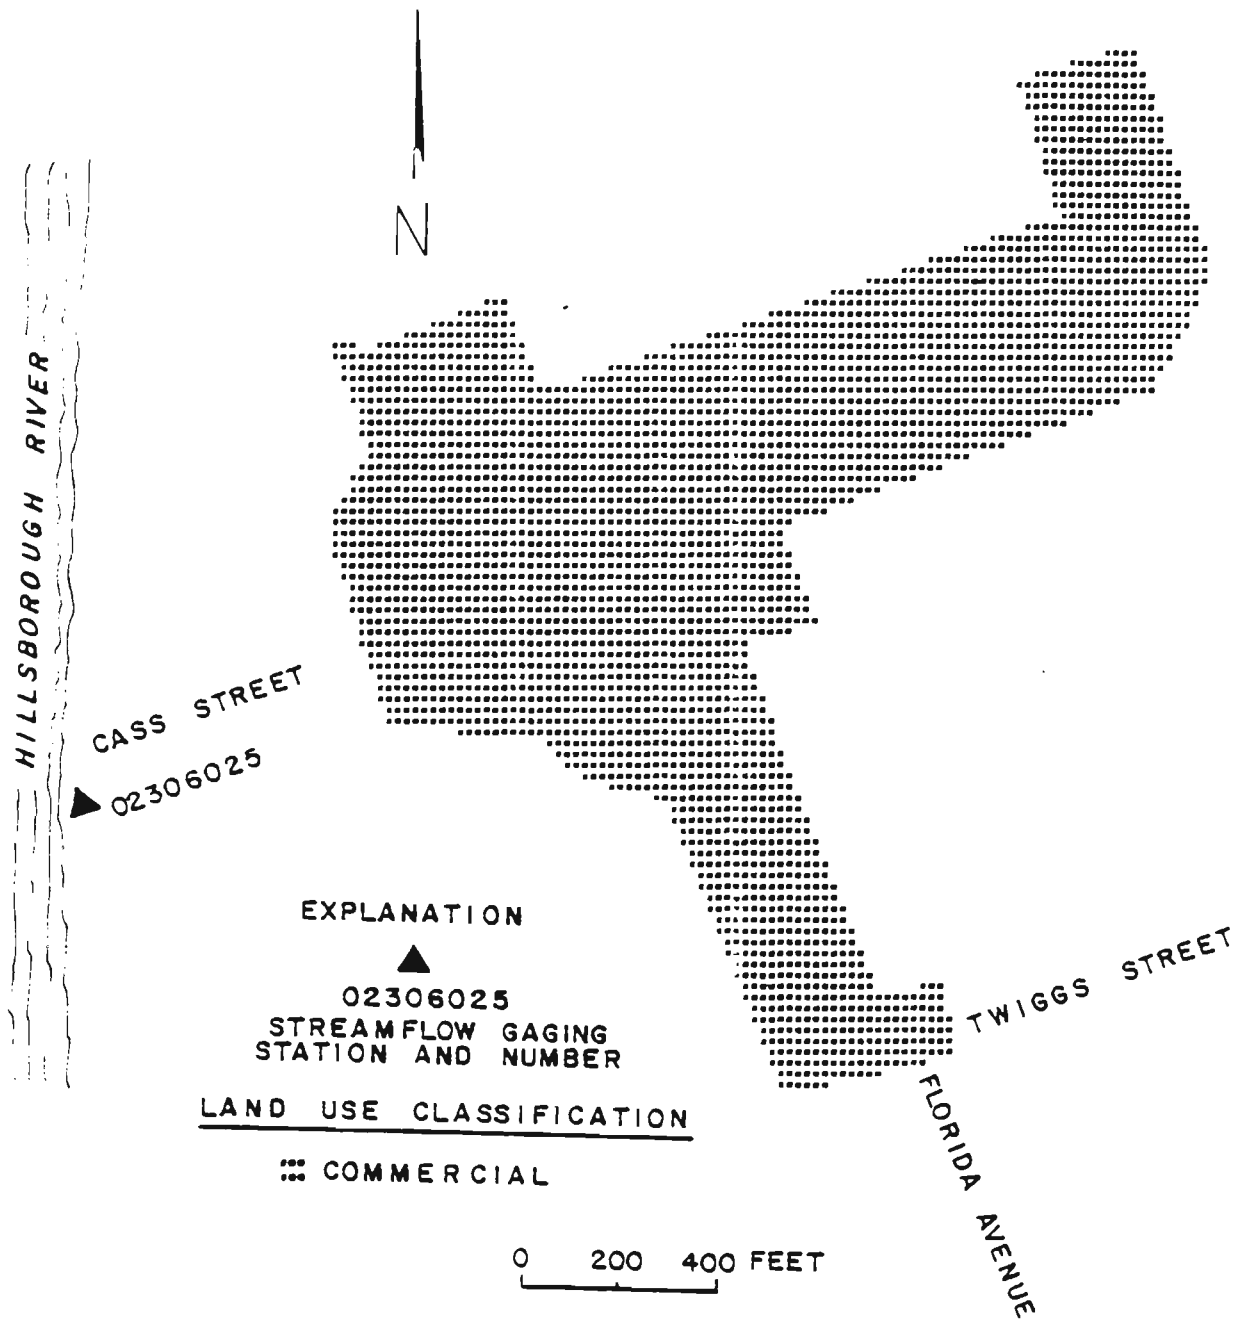 N
HILLSBOROUGH RIVER
CASS STREET
02306025
EXPLANATION
02306025
STREAMFLOW GAGING
STATION AND NUMBER
LAND USE CLASSIFICATION
COMMERCIAL
TWIGGS STREET
FLORIDA AVENUE
0 200 400 FEET